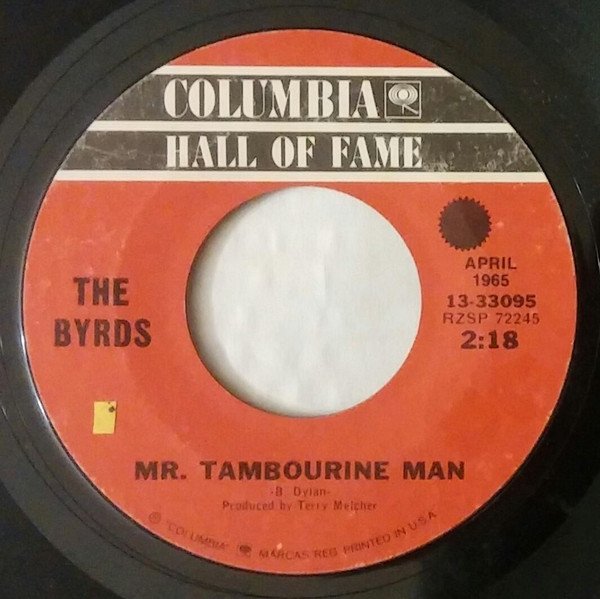 COLUMBIA
HALL OF FAME
THE
BYRDS
APRIL
1965
13-33095
RZSP 72245
2:18
MR. TAMBOURINE MAN
-B. Dylan-
Produced by Terry Melcher
℗ "COLUMBIA" MARCAS REG. PRINTED IN U.S.A.